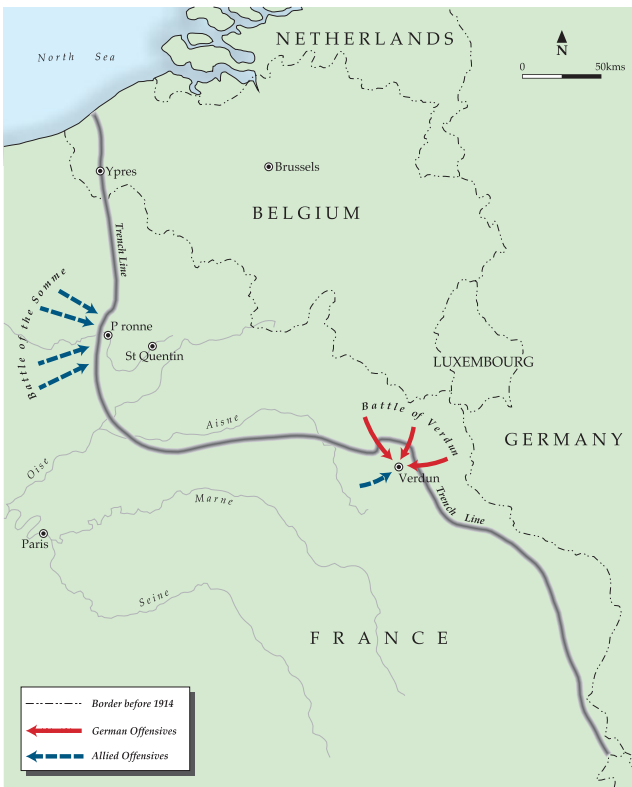 NETHERLANDS
North Sea
N
0 50kms
Ypres
Brussels
BELGIUM
Trench Line
Battle of the Somme
P ronne
St Quentin
LUXEMBOURG
Battle of Verdun
Aisne
GERMANY
Oise
Verdun
Marne
Trench Line
Paris
Seine
FRANCE
Border before 1914
German Offensives
Allied Offensives